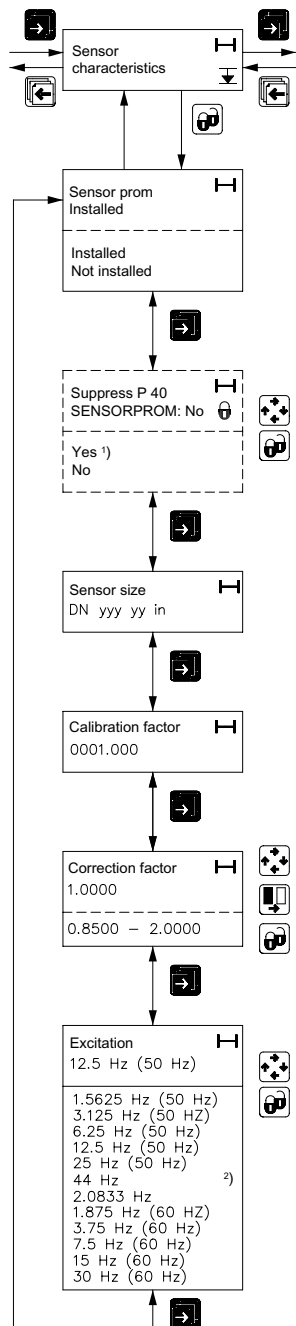 Sensor
characteristics
Sensor prom
Installed
Installed
Not installed
Suppress P 40
SENSORPROM: No
Yes ¹)
No
Sensor size
DN yyy yy in
Calibration factor
0001.000
Correction factor
1.0000
0.8500 – 2.0000
Excitation
12.5 Hz (50 Hz)
1.5625 Hz (50 Hz)
3.125 Hz (50 HZ)
6.25 Hz (50 Hz)
12.5 Hz (50 Hz)
25 Hz (50 Hz)
44 Hz ²)
2.0833 Hz
1.875 Hz (60 HZ)
3.75 Hz (60 Hz)
7.5 Hz (60 Hz)
15 Hz (60 Hz)
30 Hz (60 Hz)